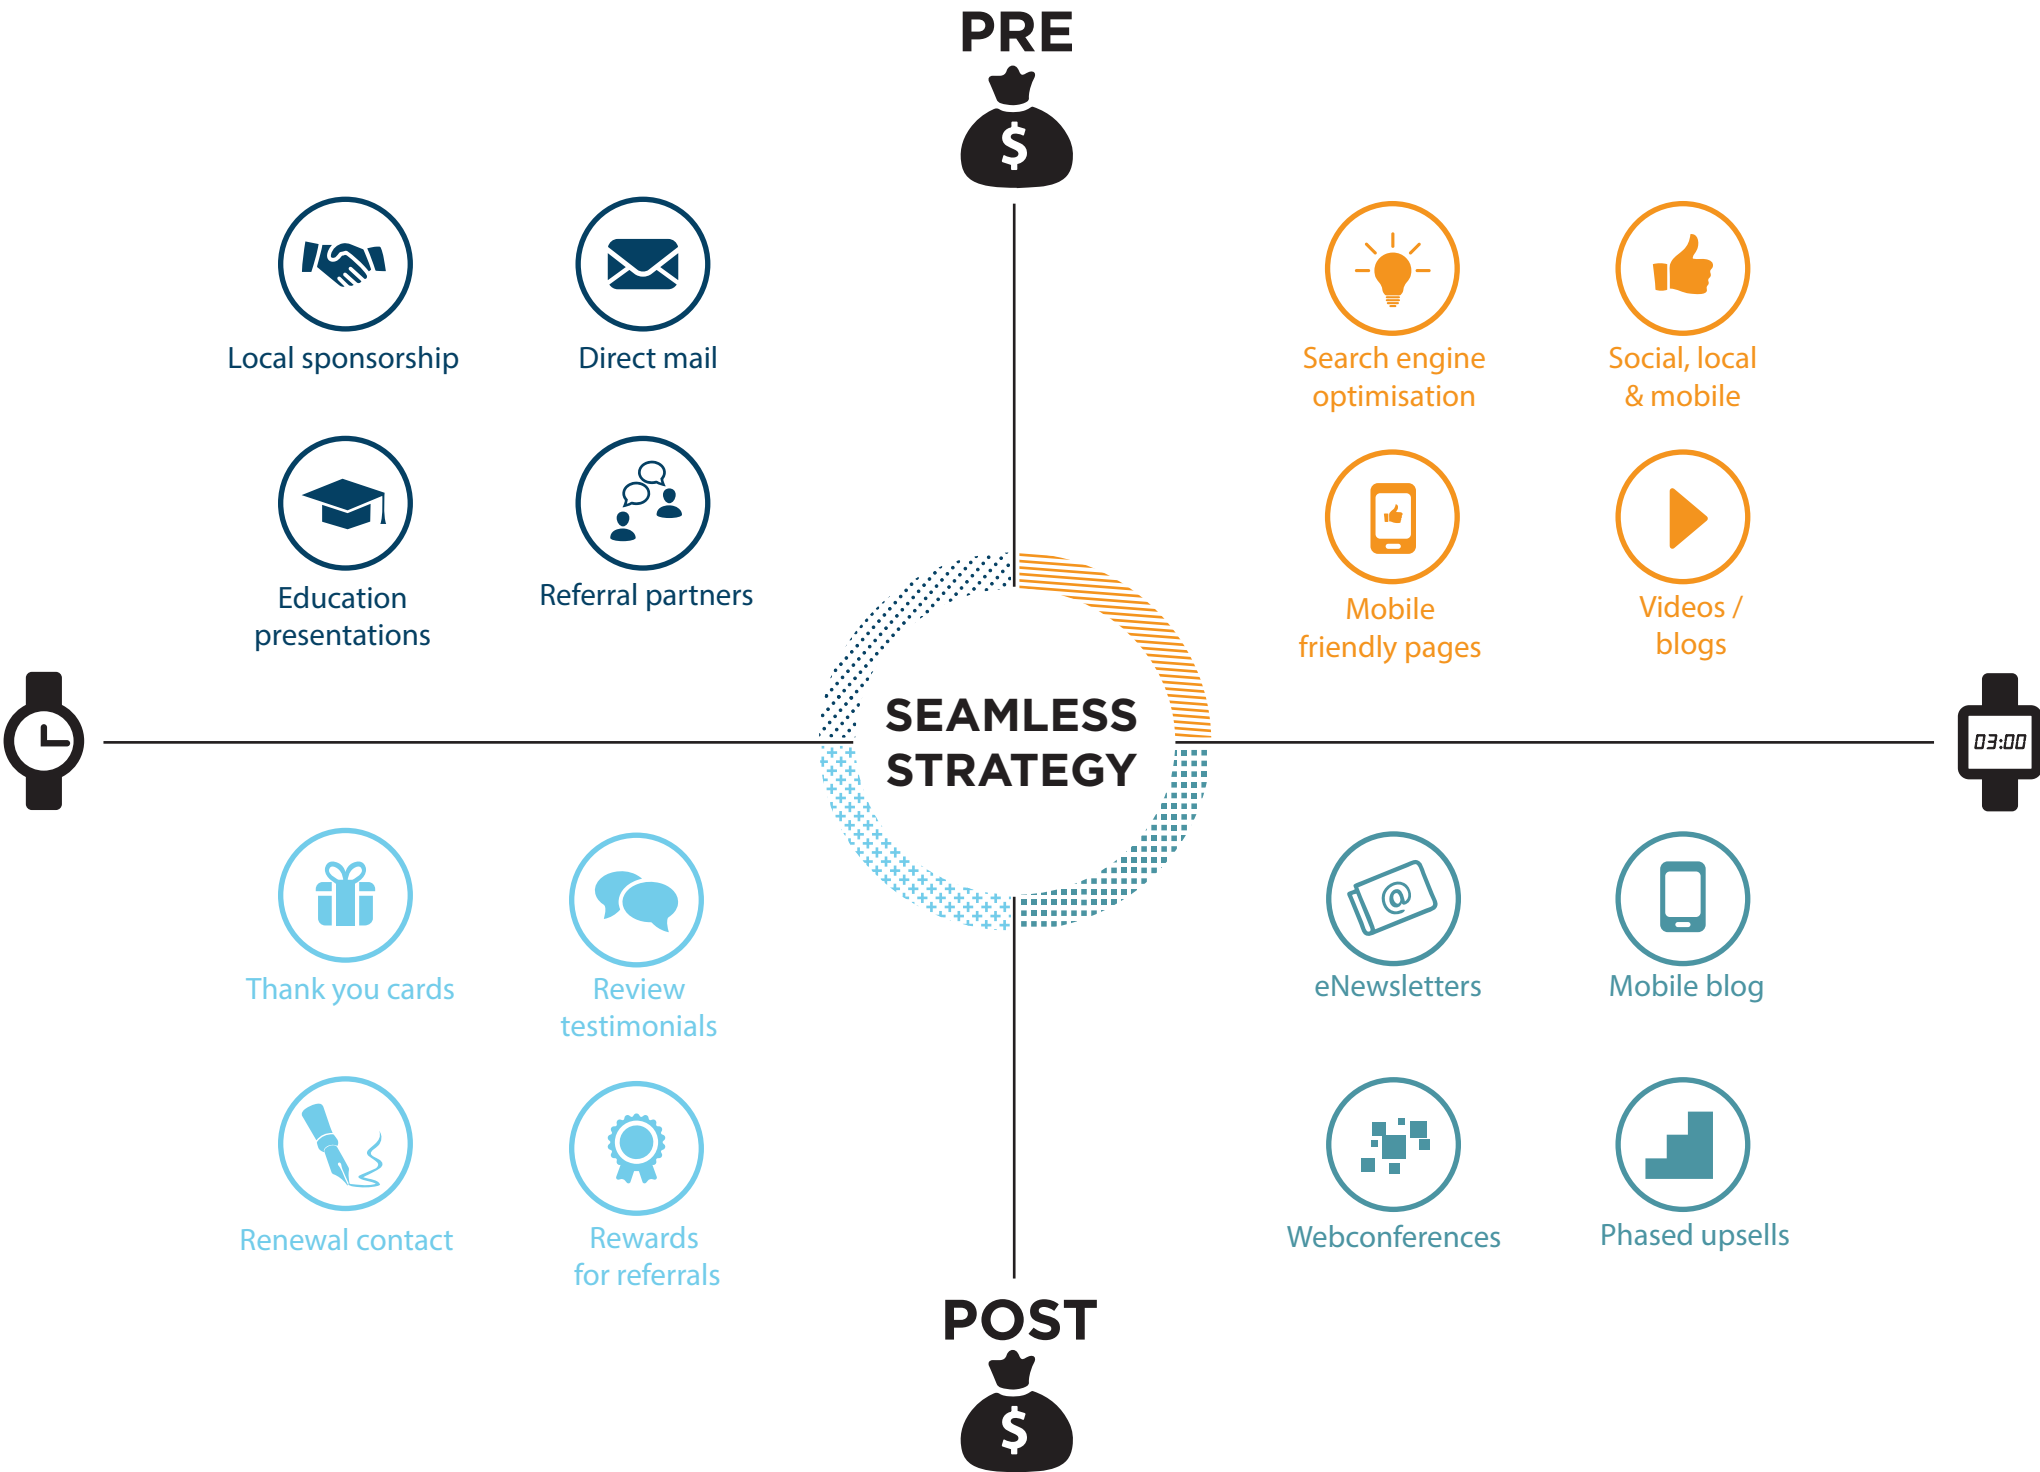 PRE
$
Local sponsorship
Direct mail
Search engine
optimisation
Social, local
& mobile
Education
presentations
Referral partners
Mobile
friendly pages
Videos /
blogs
SEAMLESS
STRATEGY
03:00
Thank you cards
Review
testimonials
@
eNewsletters
Mobile blog
Renewal contact
Rewards
for referrals
Webconferences
Phased upsells
POST
$